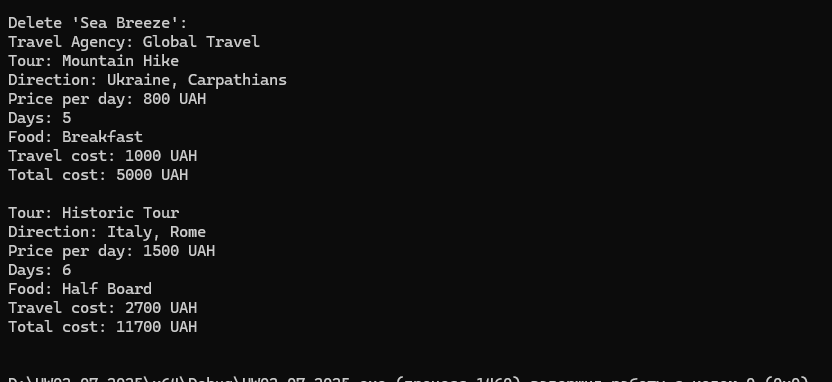 Delete 'Sea Breeze':
Travel Agency: Global Travel
Tour: Mountain Hike
Direction: Ukraine, Carpathians
Price per day: 800 UAH
Days: 5
Food: Breakfast
Travel cost: 1000 UAH
Total cost: 5000 UAH
Tour: Historic Tour
Direction: Italy, Rome
Price per day: 1500 UAH
Days: 6
Food: Half Board
Travel cost: 2700 UAH
Total cost: 11700 UAH